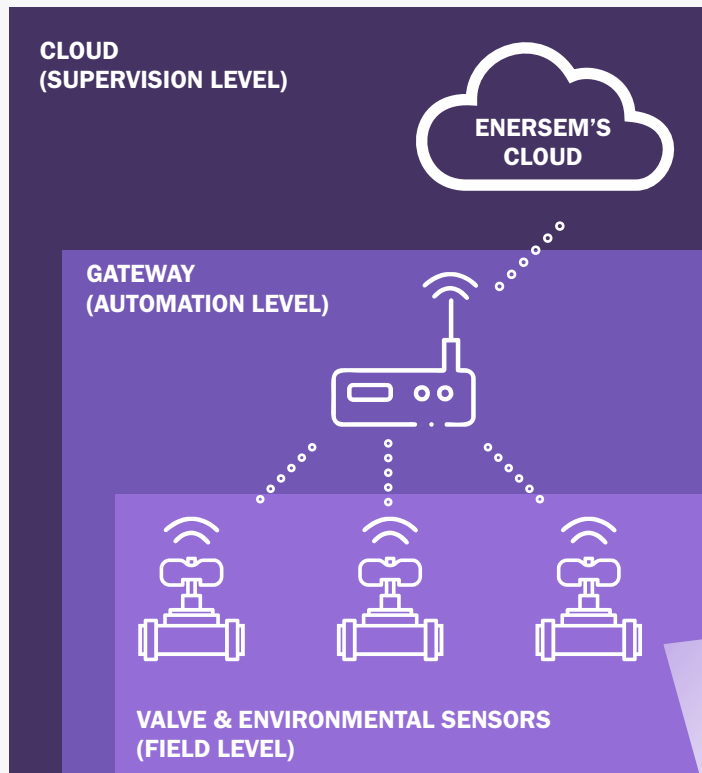 CLOUD
(SUPERVISION LEVEL)
ENERSEM'S
CLOUD
GATEWAY
(AUTOMATION LEVEL)
VALVE & ENVIRONMENTAL SENSORS
(FIELD LEVEL)